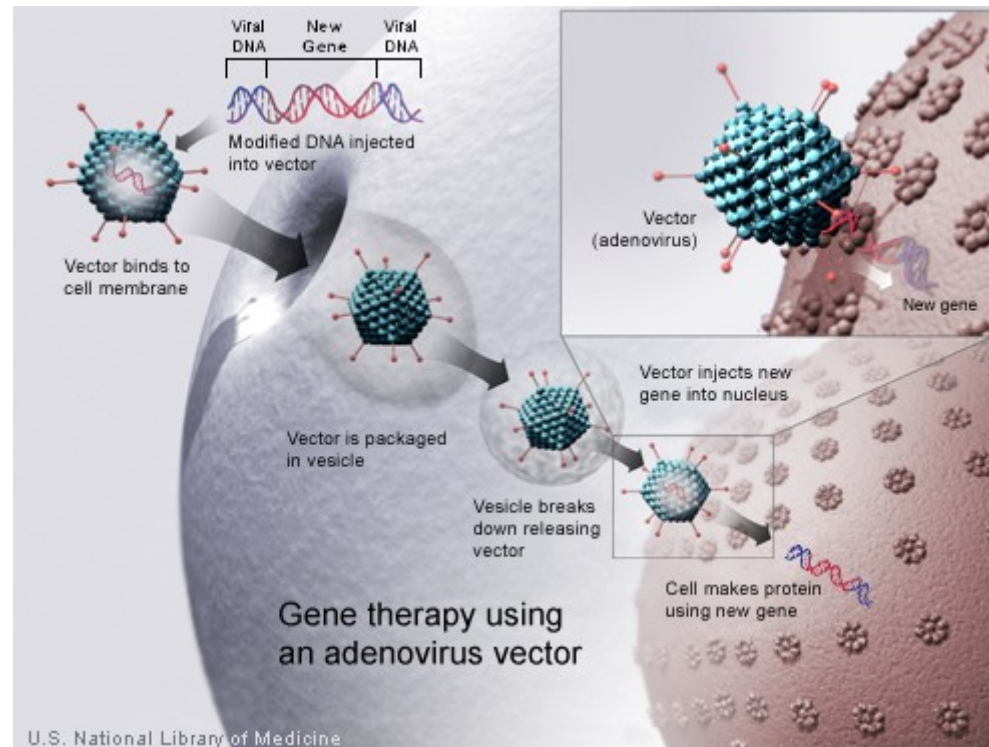 Viral DNA
New Gene
Viral DNA
Modified DNA injected
into vector
Vector binds to
cell membrane
Vector
(adenovirus)
New gene
Vector injects new
gene into nucleus
Vector is packaged
in vesicle
Vesicle breaks
down releasing
vector
Cell makes protein
using new gene
Gene therapy using
an adenovirus vector
U.S. National Library of Medicine